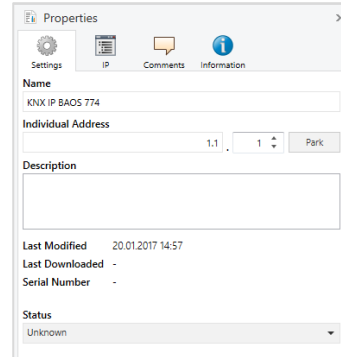 Properties
Settings IP Comments Information
Name
KNX IP BAOS 774
Individual Address
1.1 . 1 Park
Description
Last Modified 20.01.2017 14:57
Last Downloaded -
Serial Number -
Status
Unknown